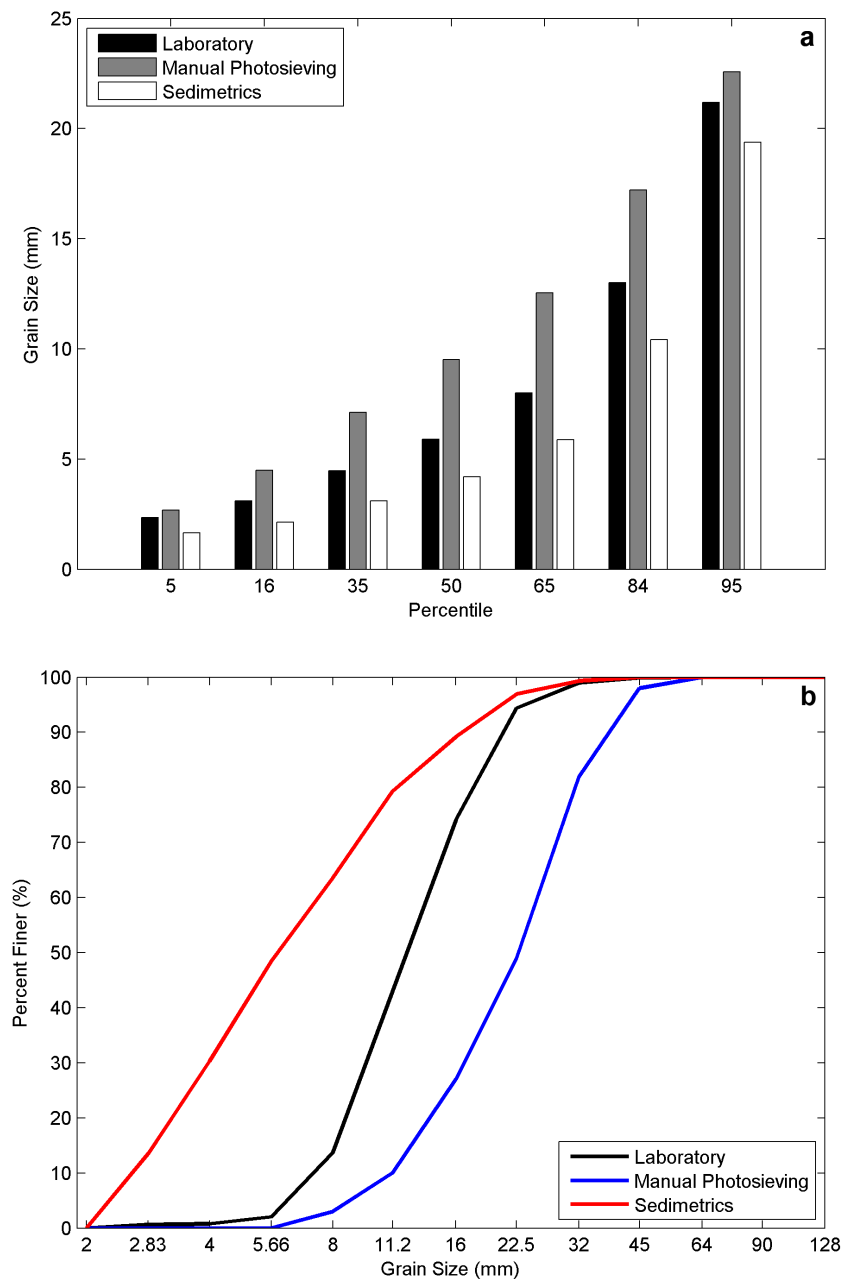 a
Laboratory
Manual Photosieving
Sedimetrics
25
20
15
10
5
0
Grain Size (mm)
5 16 35 50 65 84 95
Percentile
b
100
90
80
70
60
50
40
30
20
10
0
Percent Finer (%)
Laboratory
Manual Photosieving
Sedimetrics
2 2.83 4 5.66 8 11.2 16 22.5 32 45 64 90 128
Grain Size (mm)